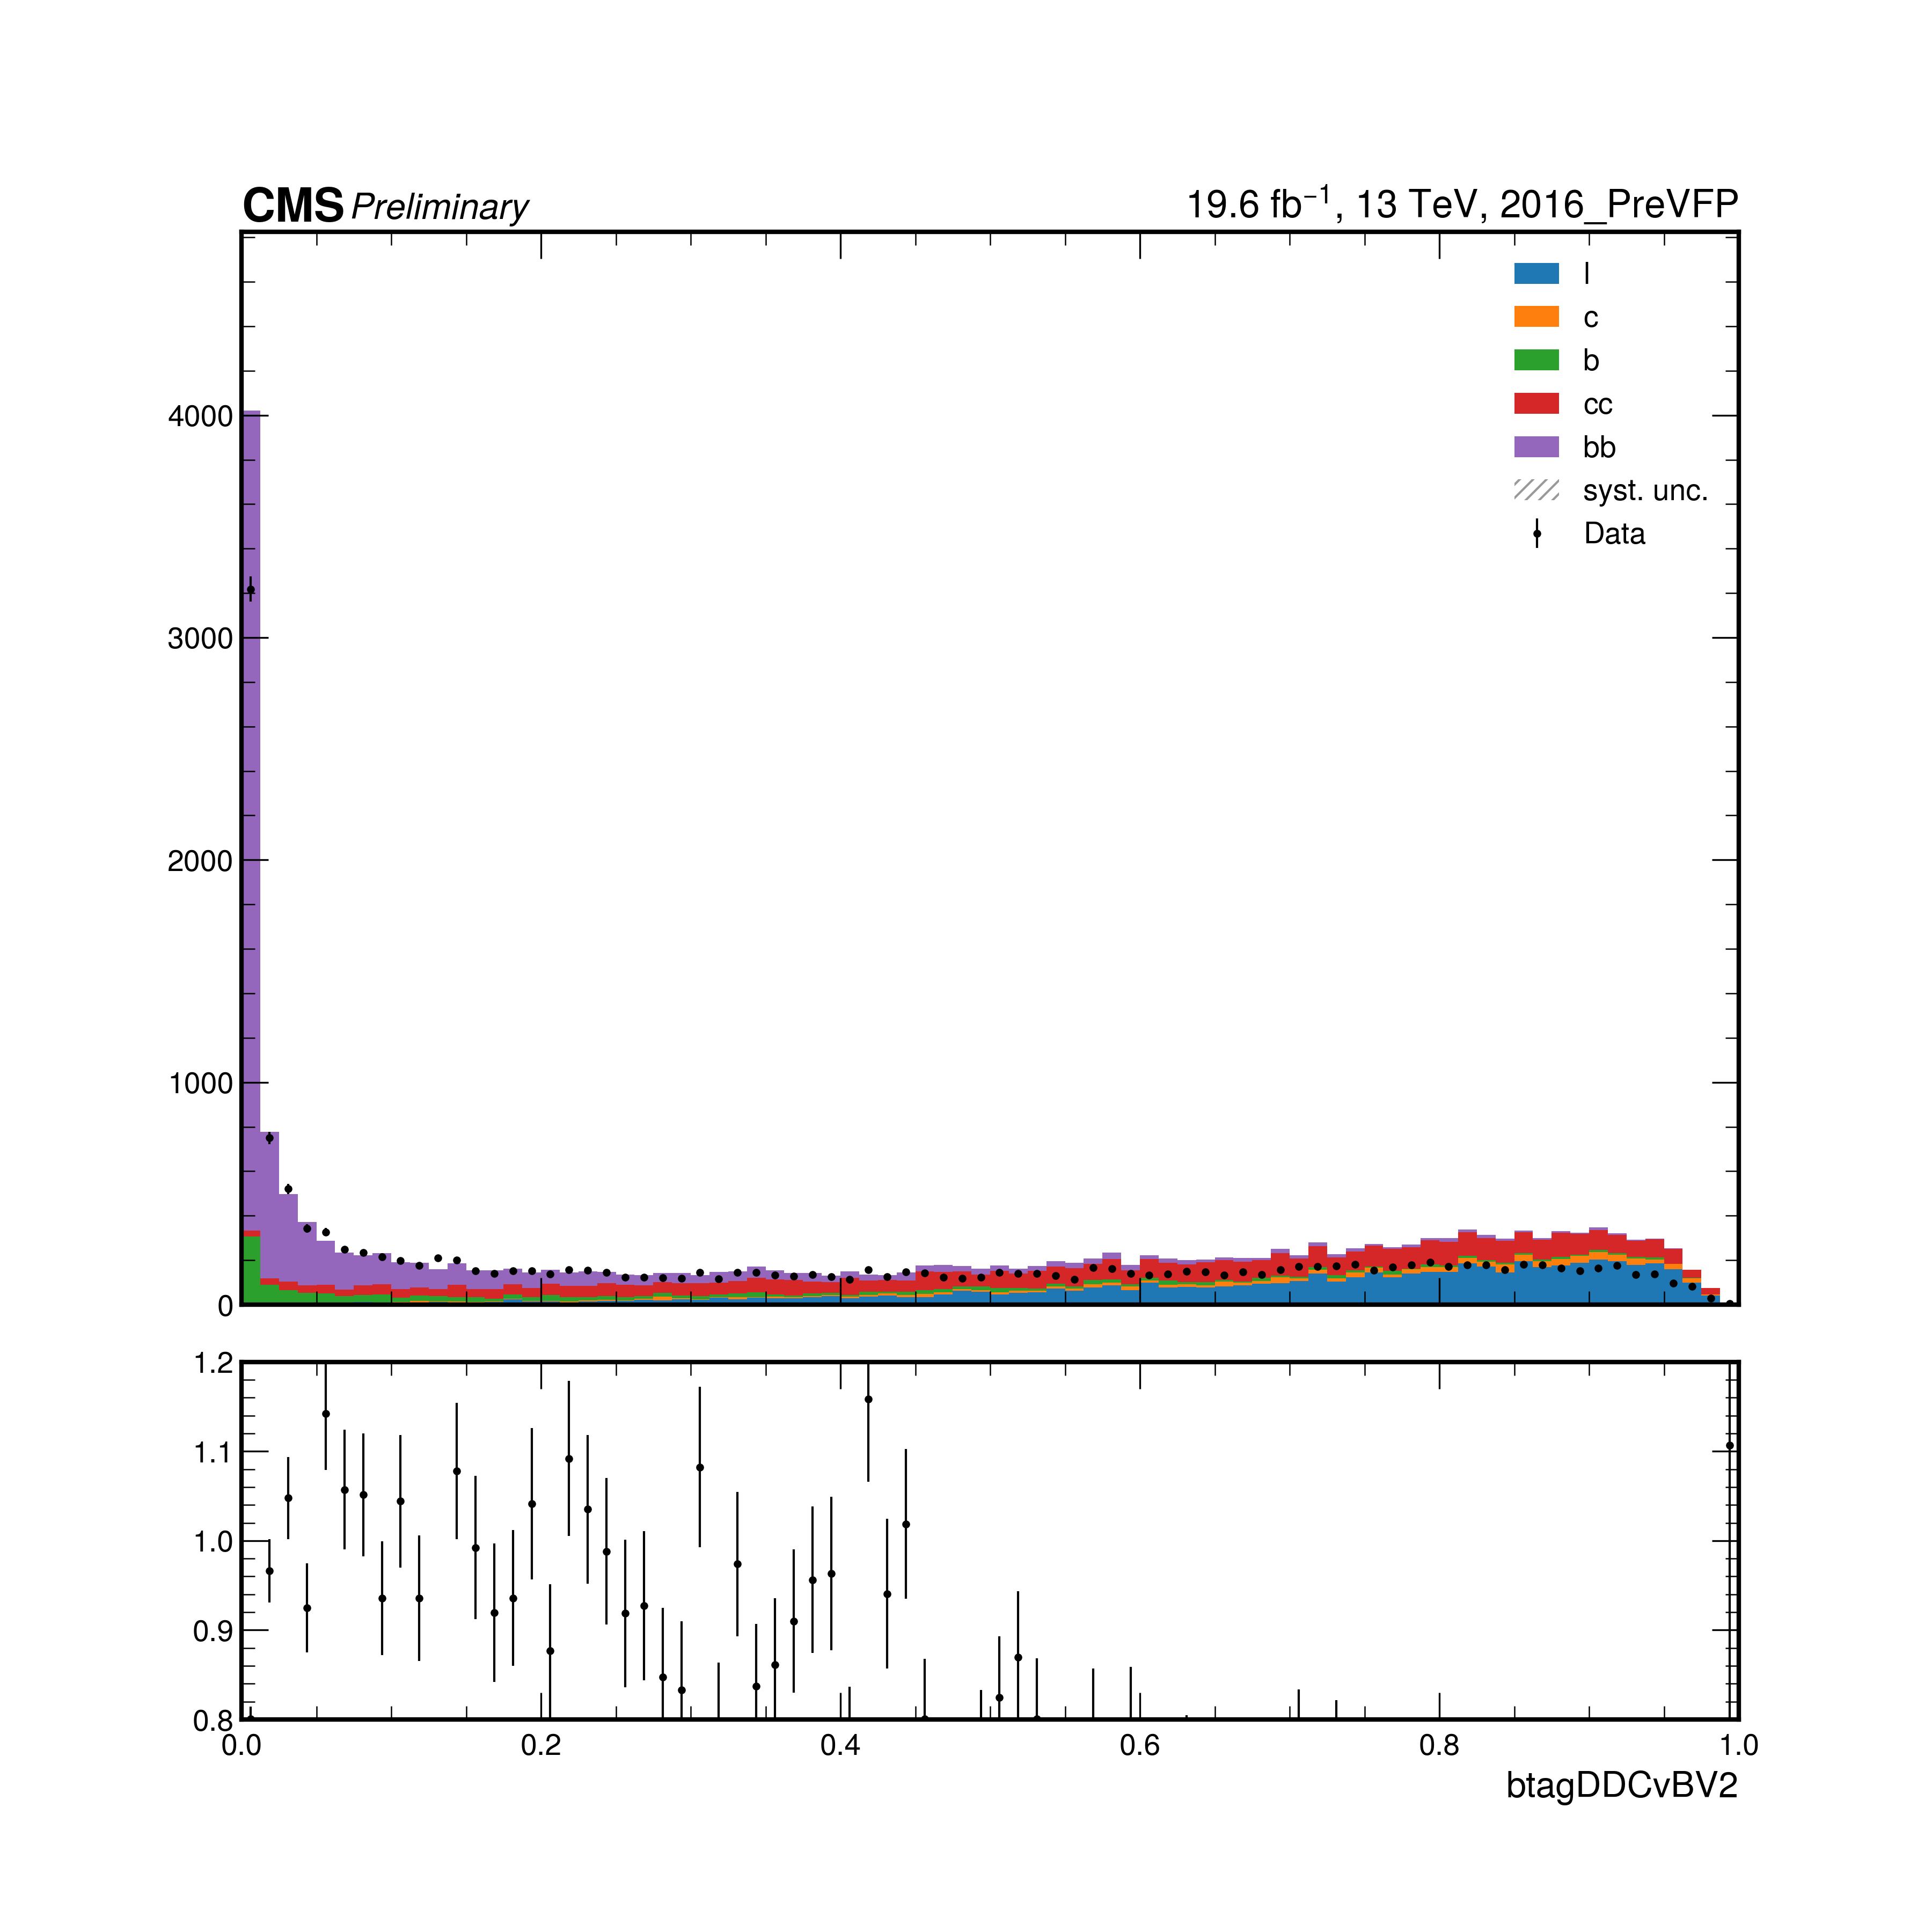 CMS Preliminary
19.6 fb⁻¹, 13 TeV, 2016_PreVFP
l
c
b
cc
bb
syst. unc.
Data
4000
3000
2000
1000
0
1.2
1.1
1.0
0.9
0.8
0.0 0.2 0.4 0.6 0.8 1.0
btagDDCvBV2